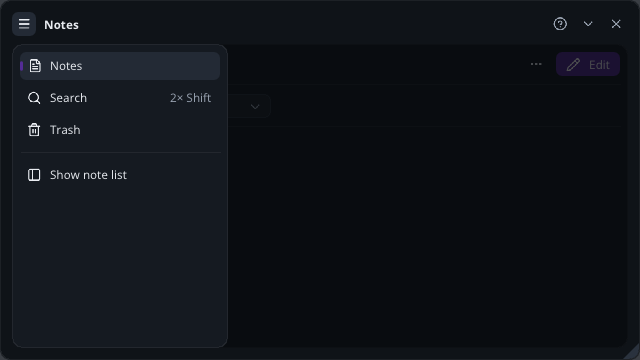 Notes
Edit
Notes
Search 2× Shift
Trash
Show note list